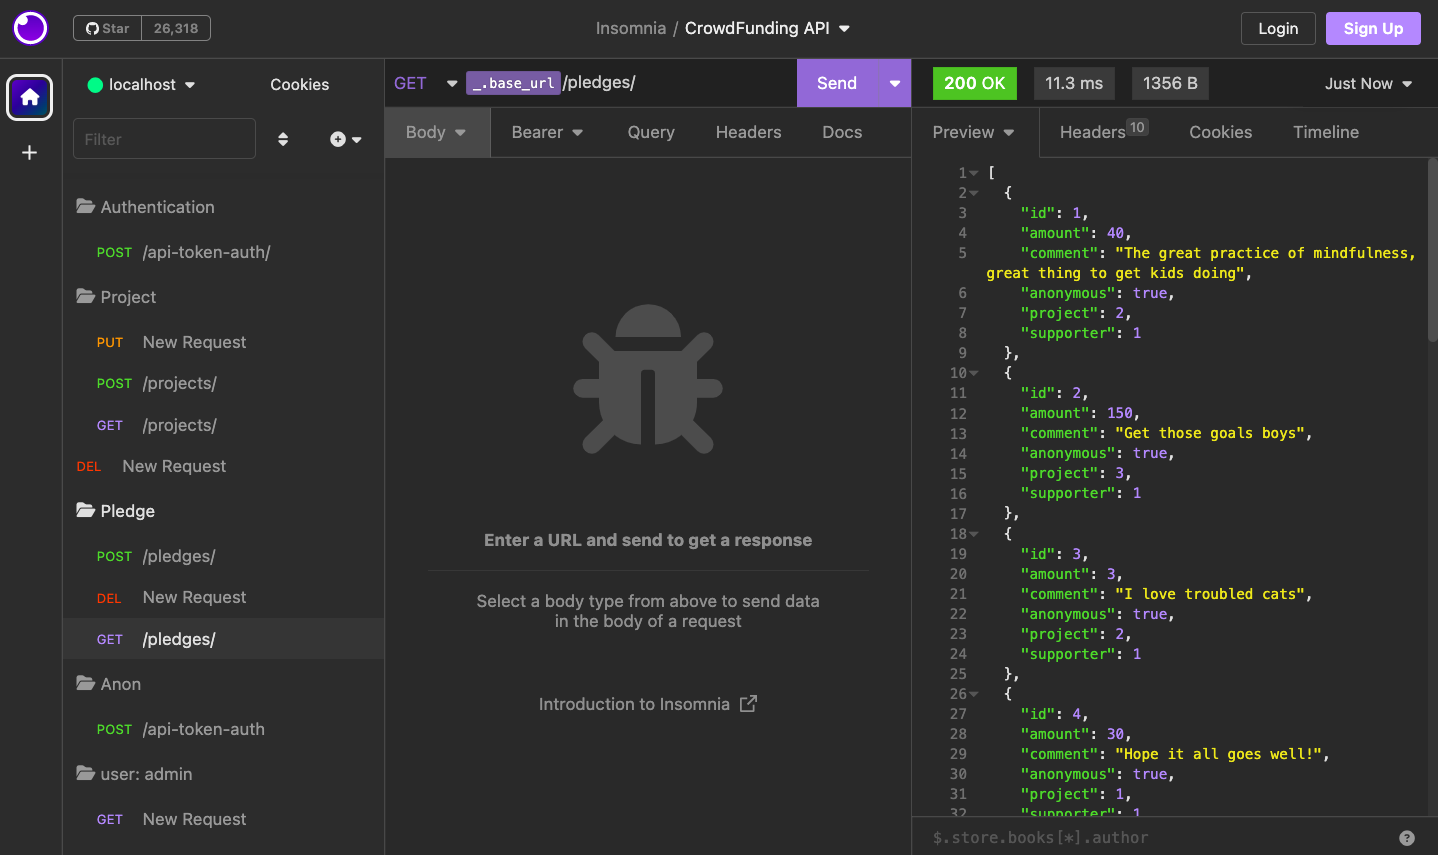 Star 26,318
Insomnia / CrowdFunding API
Login
Sign Up
localhost
Cookies
Filter
Authentication
POST /api-token-auth/
Project
PUT New Request
POST /projects/
GET /projects/
DEL New Request
Pledge
POST /pledges/
DEL New Request
GET /pledges/
Anon
POST /api-token-auth
user: admin
GET New Request
GET _.base_url/pledges/
Send
Body Bearer Query Headers Docs
Enter a URL and send to get a response
Select a body type from above to send data
in the body of a request
Introduction to Insomnia
200 OK 11.3 ms 1356 B Just Now
Preview Headers 10 Cookies Timeline
1 [
2 {
3 "id": 1,
4 "amount": 40,
5 "comment": "The great practice of mindfulness,
great thing to get kids doing",
6 "anonymous": true,
7 "project": 2,
8 "supporter": 1
9 },
10 {
11 "id": 2,
12 "amount": 150,
13 "comment": "Get those goals boys",
14 "anonymous": true,
15 "project": 3,
16 "supporter": 1
17 },
18 {
19 "id": 3,
20 "amount": 3,
21 "comment": "I love troubled cats",
22 "anonymous": true,
23 "project": 2,
24 "supporter": 1
25 },
26 {
27 "id": 4,
28 "amount": 30,
29 "comment": "Hope it all goes well!",
30 "anonymous": true,
31 "project": 1,
32 "supporter": 1
$.store.books[*].author